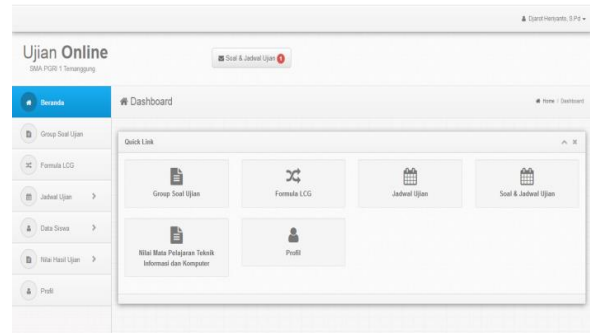 Djarot Heryanto, S.Pd
Ujian Online
SMA PGRI 1 Temanggung
Soal & Jadwal Ujian 1
Beranda
Dashboard
Home / Dashboard
Group Soal Ujian
Formula LCG
Jadwal Ujian
Data Siswa
Nilai Hasil Ujian
Profil
Quick Link
Group Soal Ujian
Formula LCG
Jadwal Ujian
Soal & Jadwal Ujian
Nilai Mata Pelajaran Teknik
Informasi dan Komputer
Profil